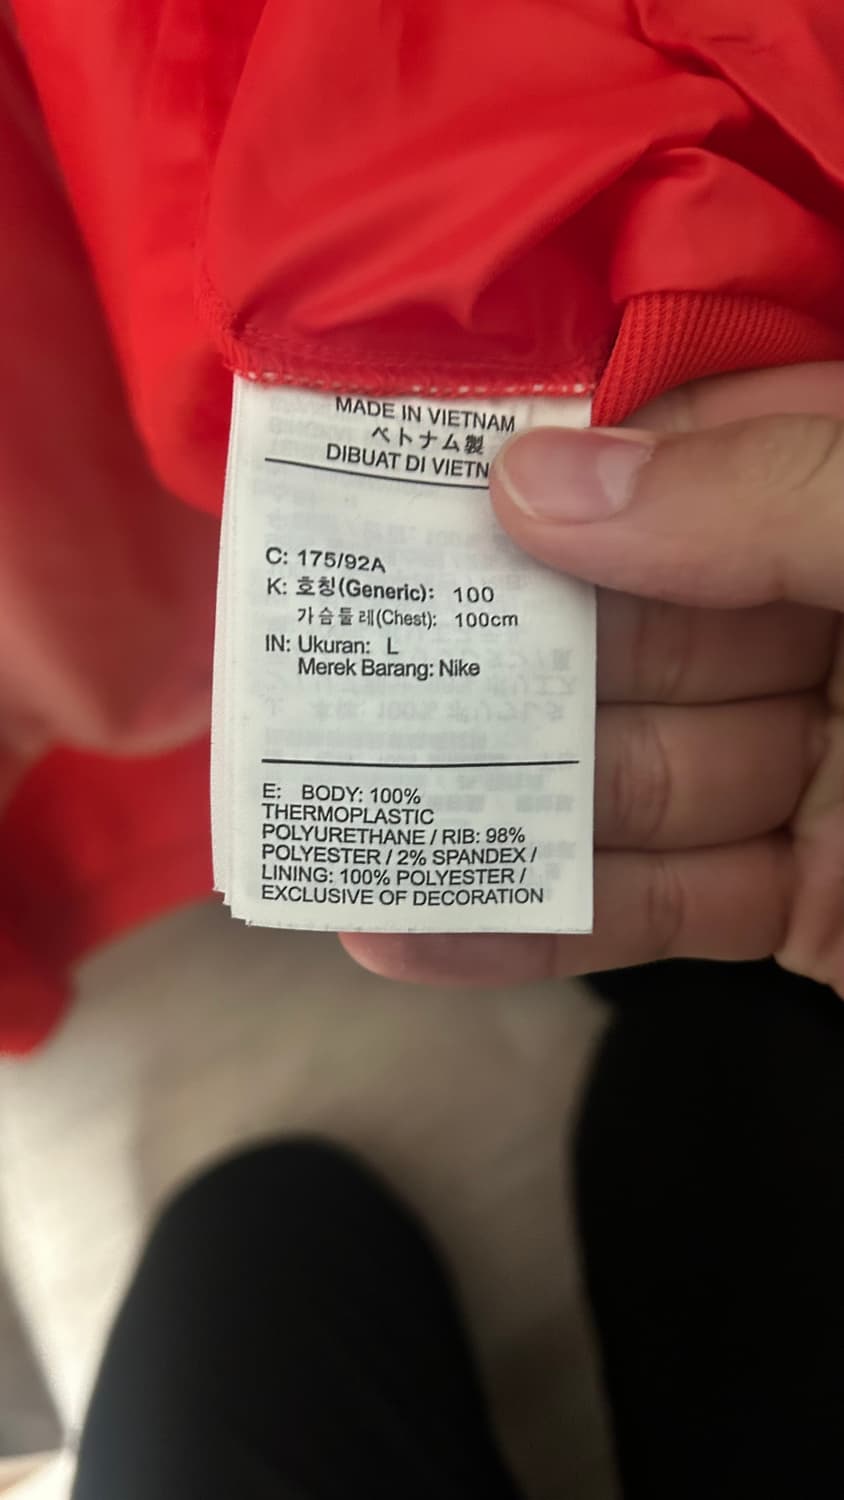 MADE IN VIETNAM
ベトナム製
DIBUAT DI
C: 175/92A
K: 호칭(Generic): 100
가슴둘레(Chest): 100cm
IN: Ukuran: L
Merek Barang: Nike
E: BODY: 100%
THERMOPLASTIC
POLYURETHANE / RIB: 98%
POLYESTER / 2% SPANDEX /
LINING: 100% POLYESTER /
EXCLUSIVE OF DECORATION